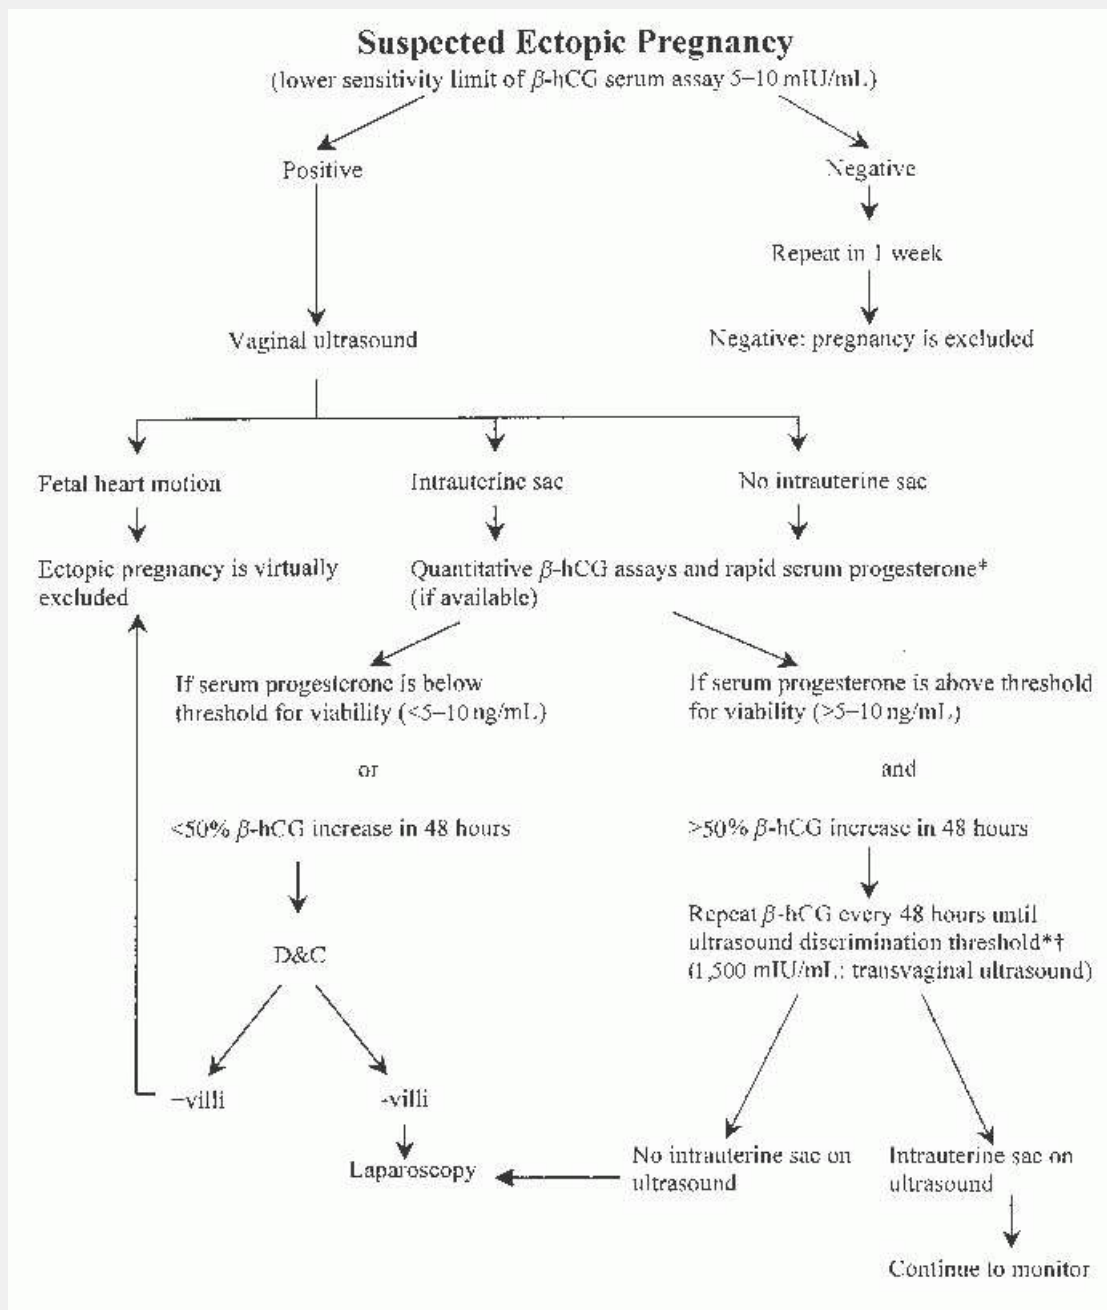 Suspected Ectopic Pregnancy
(lower sensitivity limit of β-hCG serum assay 5–10 mIU/mL)
Positive
Negative
Repeat in 1 week
Vaginal ultrasound
Negative: pregnancy is excluded
Fetal heart motion
Intrauterine sac
No intrauterine sac
Ectopic pregnancy is virtually
excluded
Quantitative β-hCG assays and rapid serum progesterone*
(if available)
If serum progesterone is below
threshold for viability (<5–10 ng/mL)
or
<50% β-hCG increase in 48 hours
If serum progesterone is above threshold
for viability (>5–10 ng/mL)
and
>50% β-hCG increase in 48 hours
D&C
Repeat β-hCG every 48 hours until
ultrasound discrimination threshold*†
(1,500 mIU/mL: transvaginal ultrasound)
–villi
-villi
Laparoscopy
No intrauterine sac on
ultrasound
Intrauterine sac on
ultrasound
Continue to monitor